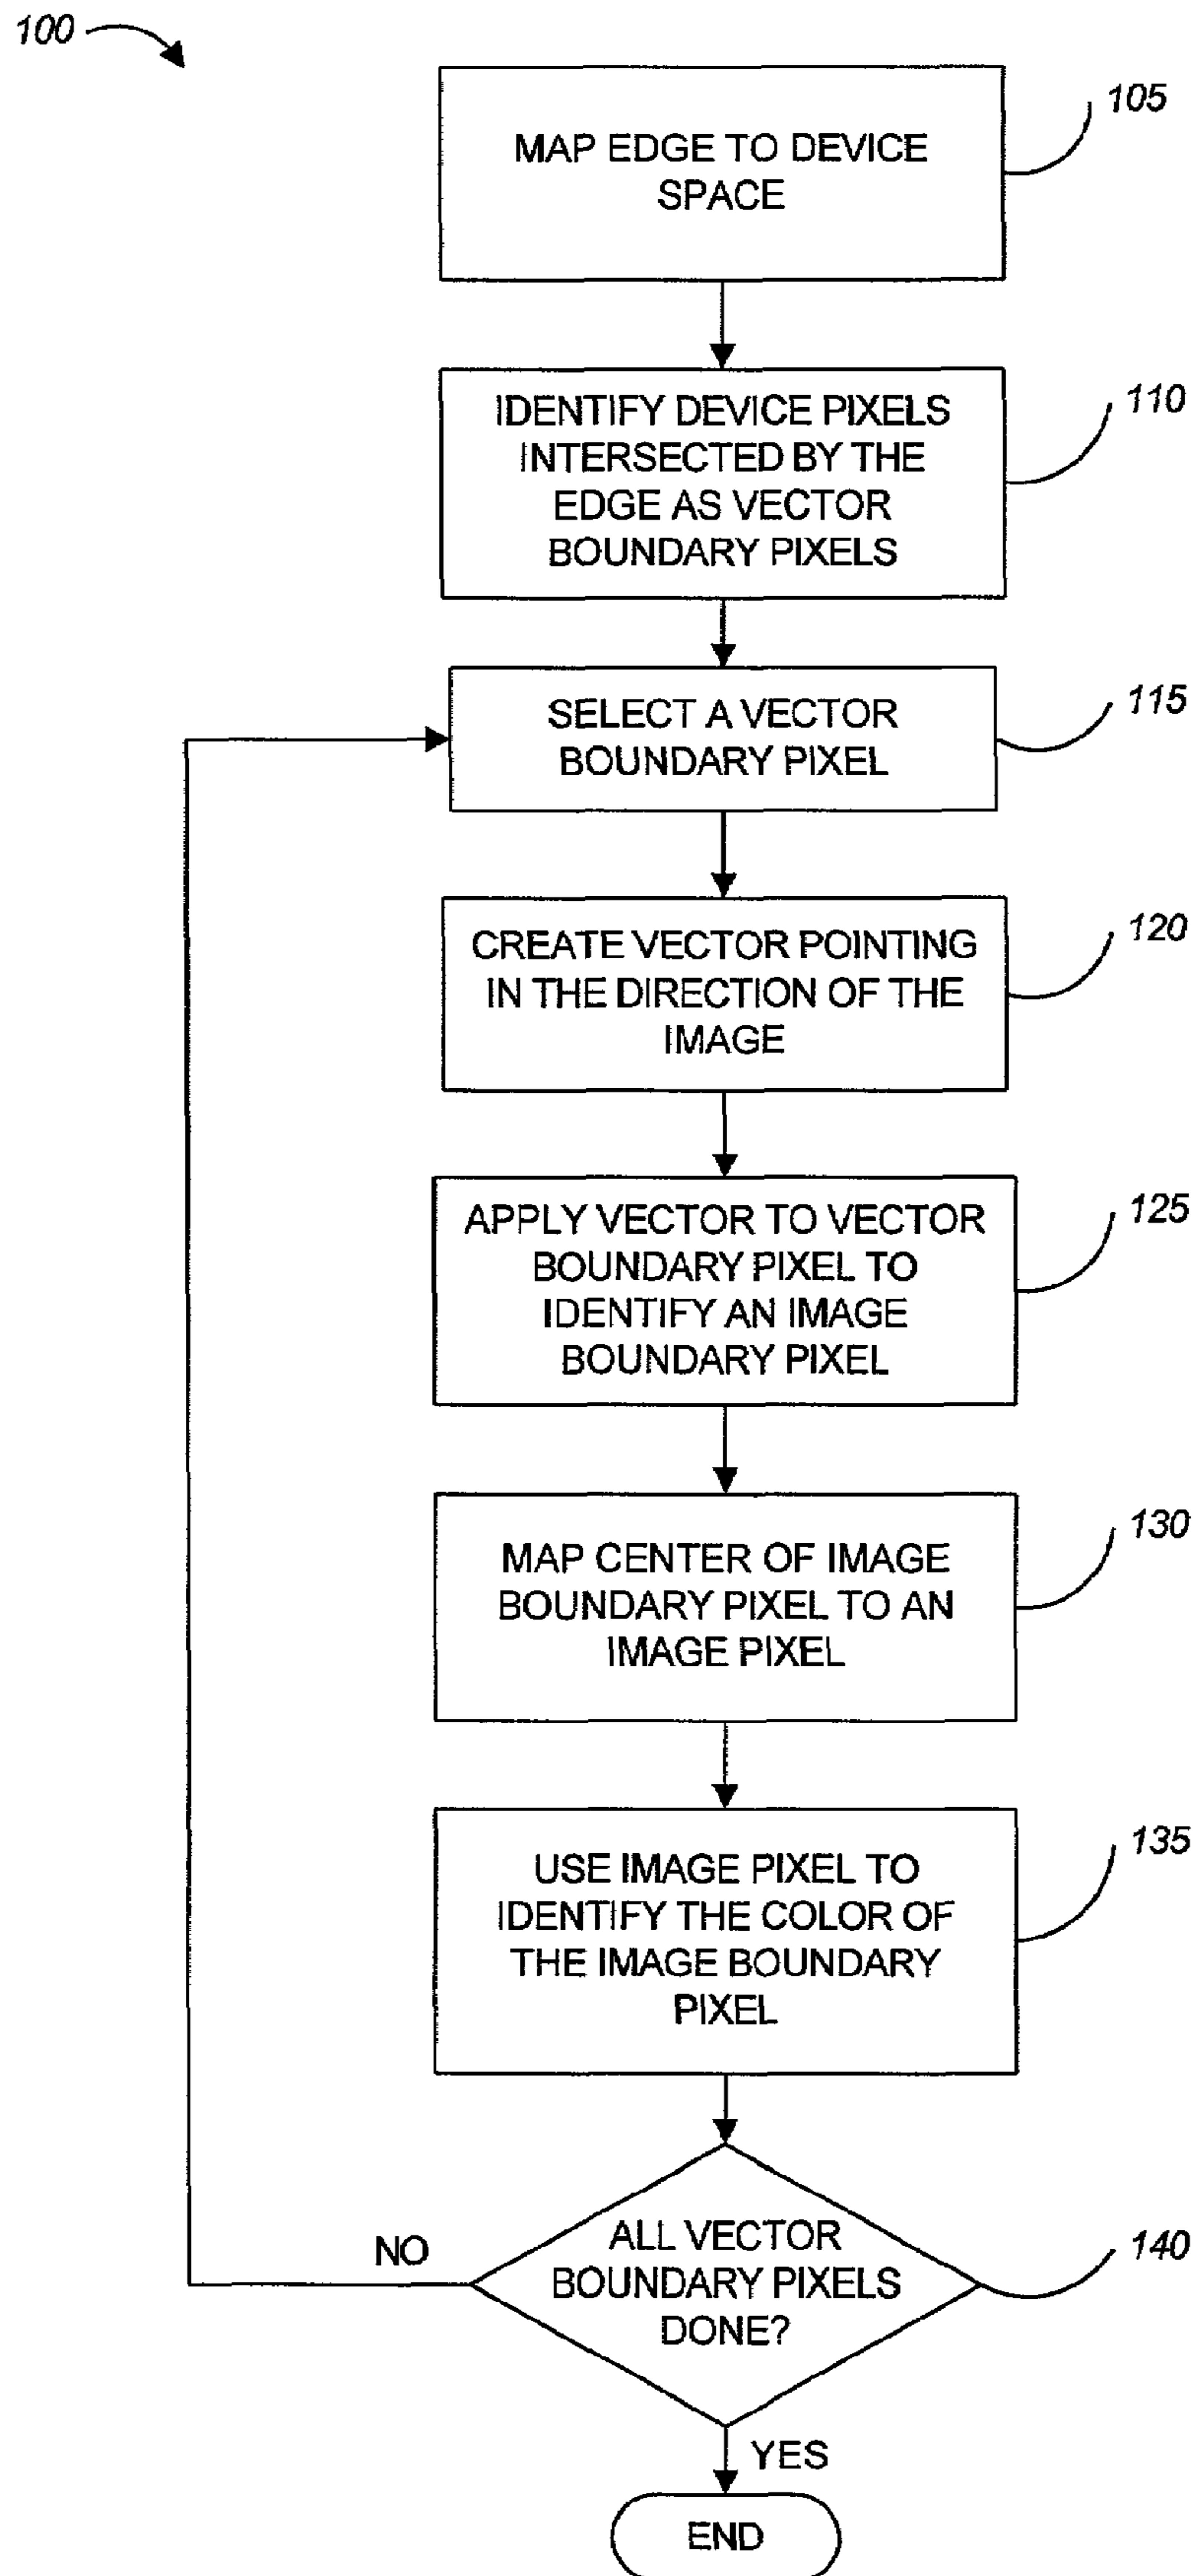 100
MAP EDGE TO DEVICE
SPACE
105
IDENTIFY DEVICE PIXELS
INTERSECTED BY THE
EDGE AS VECTOR
BOUNDARY PIXELS
110
SELECT A VECTOR
BOUNDARY PIXEL
115
CREATE VECTOR POINTING
IN THE DIRECTION OF THE
IMAGE
120
APPLY VECTOR TO VECTOR
BOUNDARY PIXEL TO
IDENTIFY AN IMAGE
BOUNDARY PIXEL
125
MAP CENTER OF IMAGE
BOUNDARY PIXEL TO AN
IMAGE PIXEL
130
USE IMAGE PIXEL TO
IDENTIFY THE COLOR OF
THE IMAGE BOUNDARY
PIXEL
135
ALL VECTOR
BOUNDARY PIXELS
DONE?
140
NO
YES
END